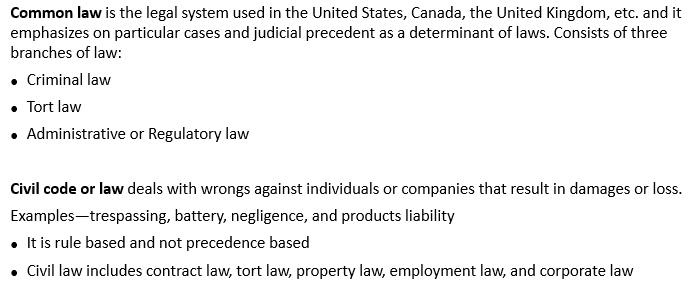 Common law is the legal system used in the United States, Canada, the United Kingdom, etc. and it
emphasizes on particular cases and judicial precedent as a determinant of laws. Consists of three
branches of law:
• Criminal law
• Tort law
• Administrative or Regulatory law
Civil code or law deals with wrongs against individuals or companies that result in damages or loss.
Examples—trespassing, battery, negligence, and products liability
• It is rule based and not precedence based
• Civil law includes contract law, tort law, property law, employment law, and corporate law